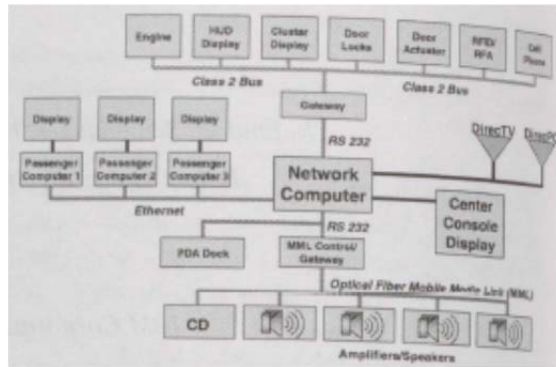 Engine
HUD
Display
Cluster
Display
Door
Locks
Door
Actuator
RFID/
RFA
Cell
Phone
Class 2 Bus
Class 2 Bus
Gateway
Display
Display
Display
RS 232
DirecTV
DirecPC
Passenger
Computer 1
Passenger
Computer 2
Passenger
Computer 3
Network
Computer
Ethernet
RS 232
Center
Console
Display
PDA Dock
MML Control/
Gateway
Optical Fiber Mobile Media Link (MML)
CD
Amplifiers/Speakers